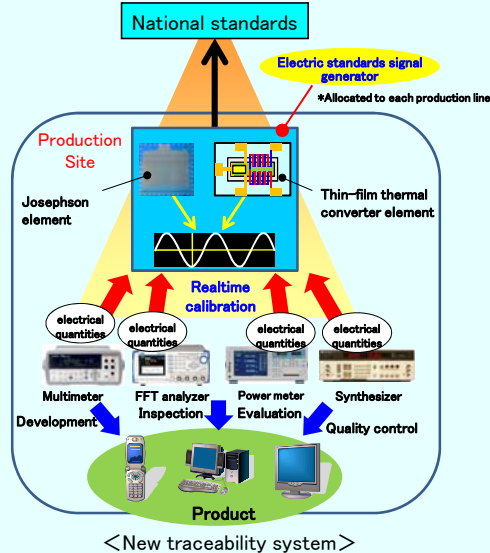 National standards
Electric standards signal
generator
*Allocated to each production line
Production
Site
Josephson
element
Thin-film thermal
converter element
Realtime
calibration
electrical
quantities
electrical
quantities
electrical
quantities
electrical
quantities
Multimeter
FFT analyzer
Power meter
Synthesizer
Development
Inspection
Evaluation
Quality control
Product
<New traceability system>